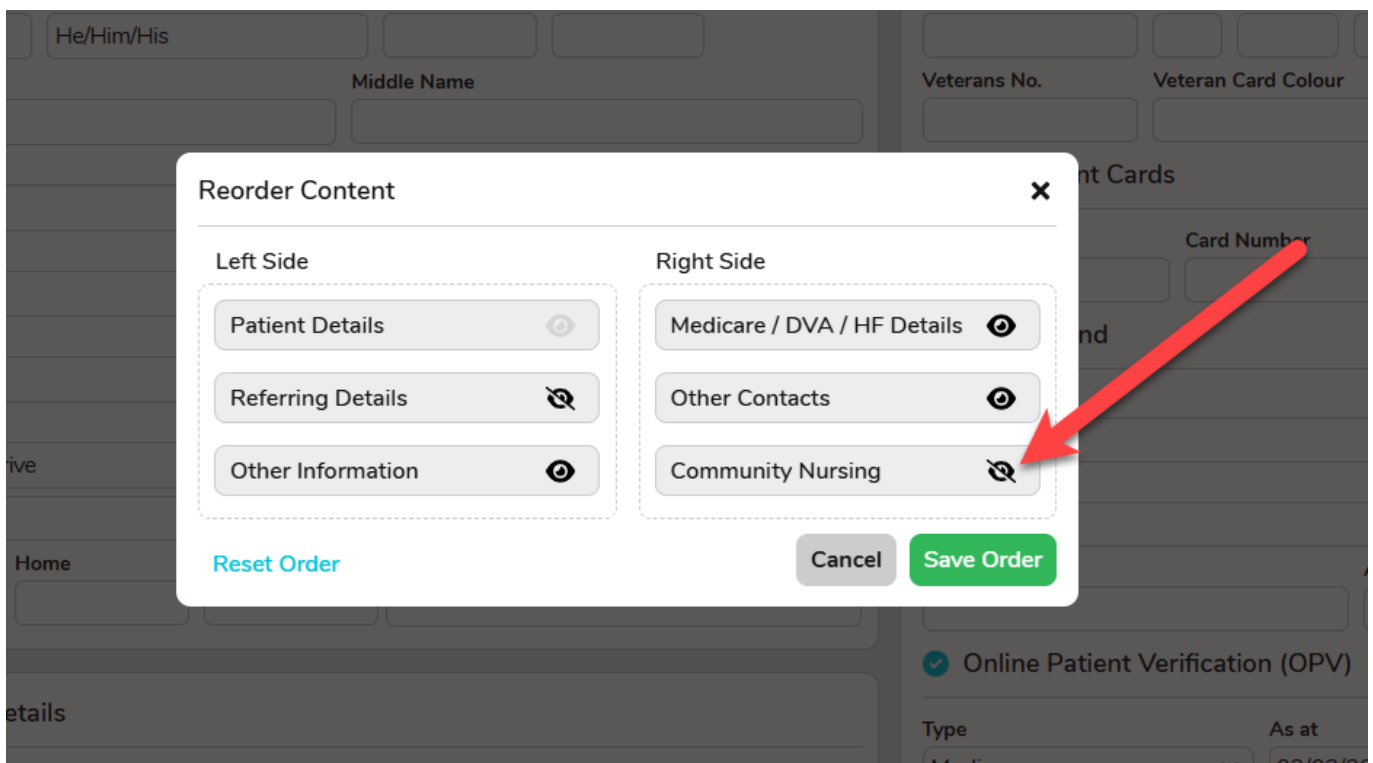 He/Him/His
Middle Name
Veterans No.
Veteran Card Colour
nt Cards
Card Number
nd
rive
Home
etails
Reorder Content
Left Side
Patient Details
Referring Details
Other Information
Right Side
Medicare / DVA / HF Details
Other Contacts
Community Nursing
Reset Order
Cancel
Save Order
Online Patient Verification (OPV)
Type
As at